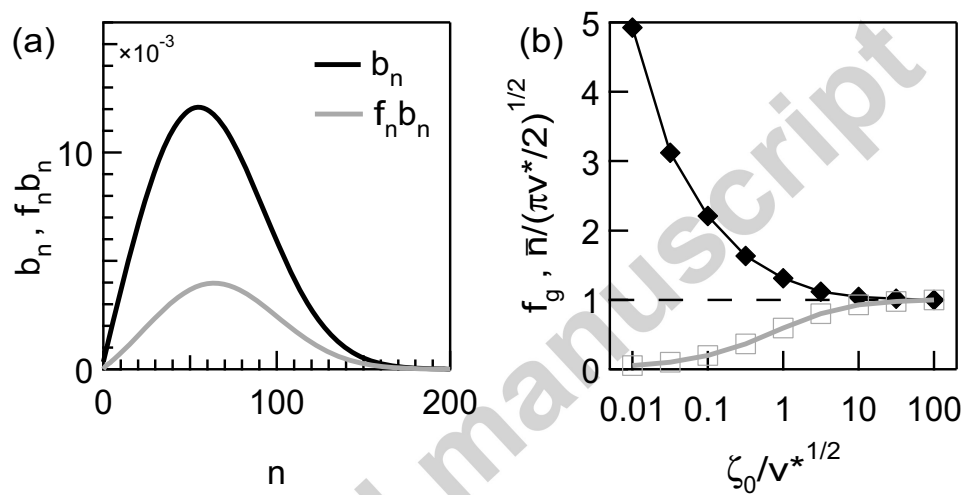 (a)
×10⁻³
bₙ
fₙbₙ
10
0
bₙ , fₙbₙ
0
100
200
n
(b)
5
4
3
2
1
0
f_g , n̄/(πv*/2)^1/2
0.01
0.1
1
10
100
ζ₀/v*^1/2
manuscript